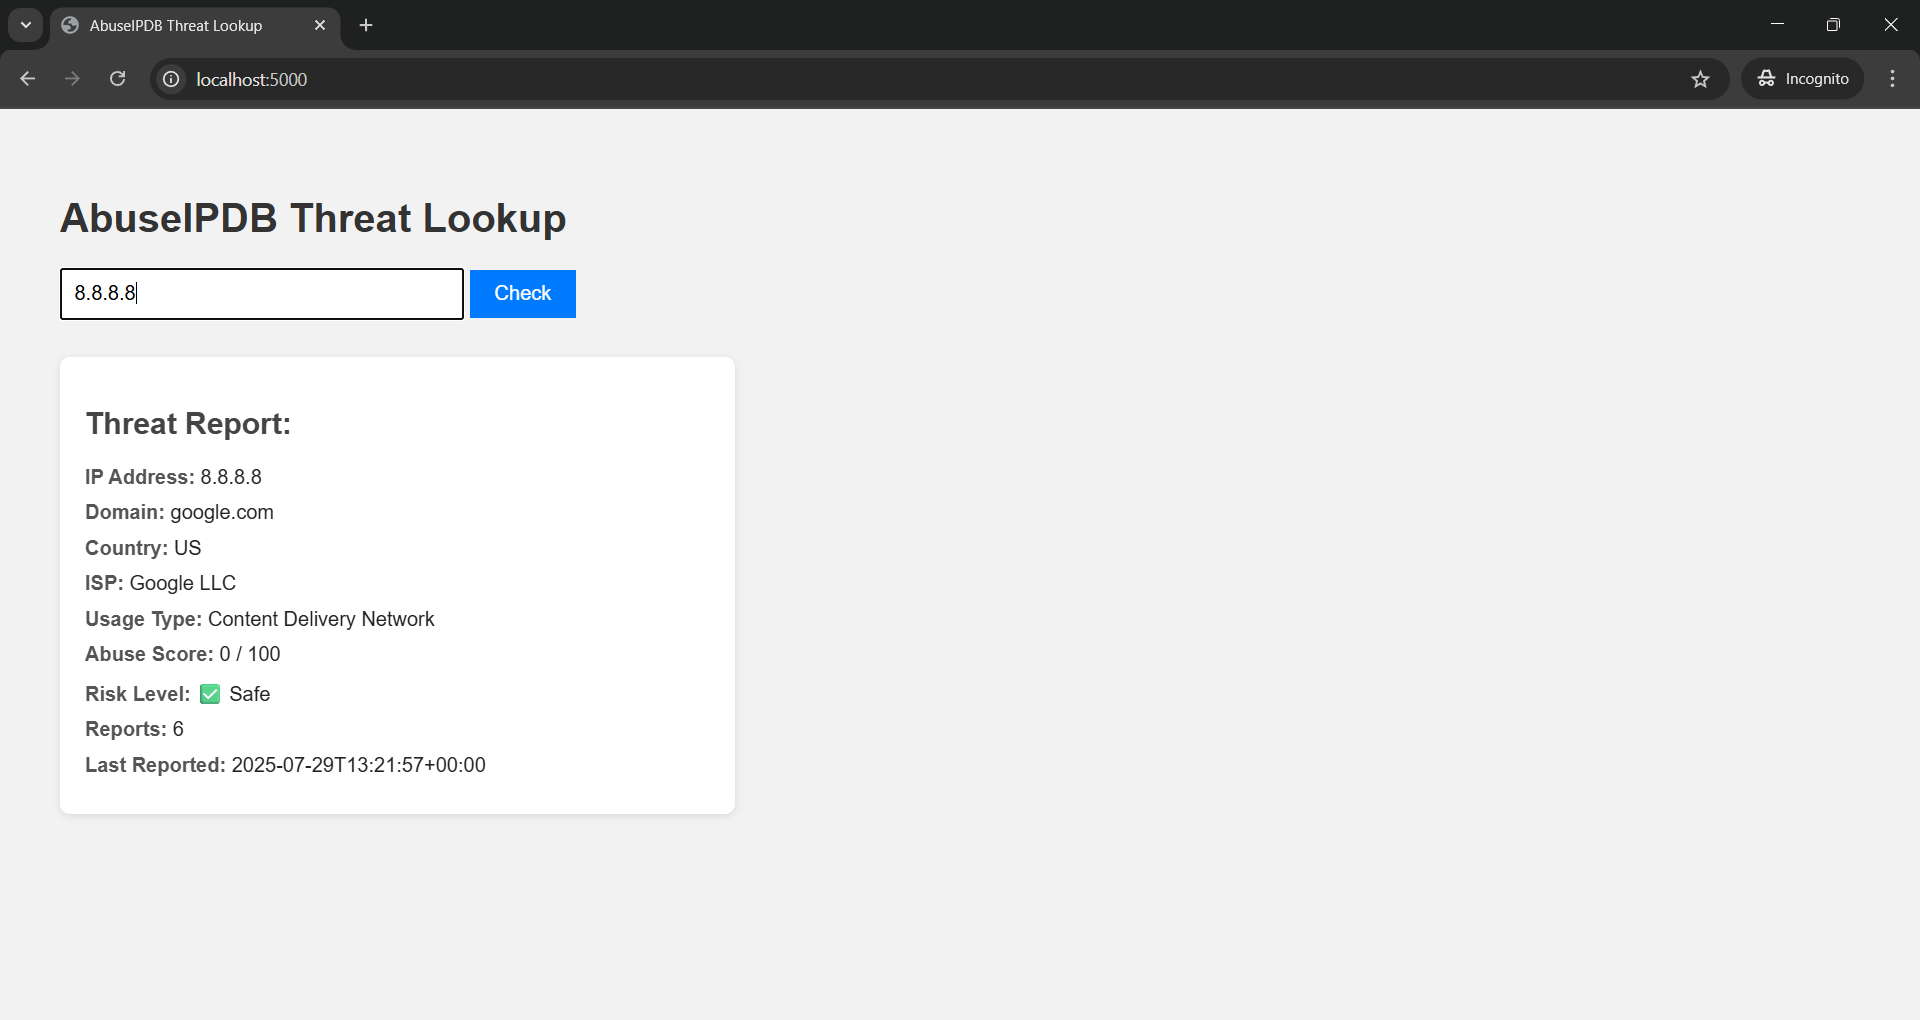 AbuseIPDB Threat Lookup
localhost:5000
Incognito
AbuseIPDB Threat Lookup
8.8.8.8
Check
Threat Report:
IP Address: 8.8.8.8
Domain: google.com
Country: US
ISP: Google LLC
Usage Type: Content Delivery Network
Abuse Score: 0 / 100
Risk Level: ✅ Safe
Reports: 6
Last Reported: 2025-07-29T13:21:57+00:00